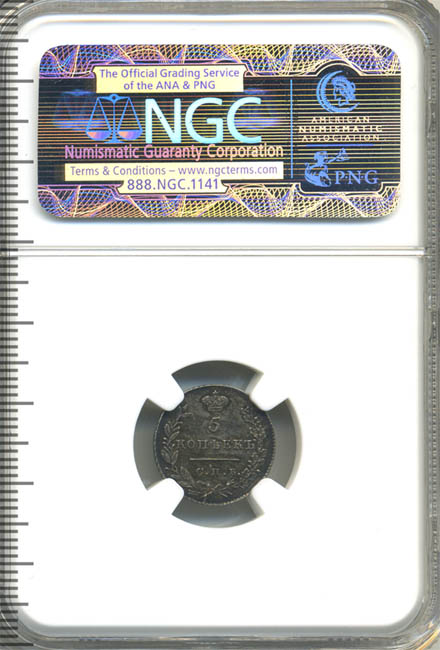 The Official Grading Service
of the ANA & PNG
NGC
Numismatic Guaranty Corporation
Terms & Conditions – www.ngcterms.com
888.NGC.1141
AMERICAN
NUMISMATIC
ASSOCIATION
PNG
5
КОПѢЕКЪ
С.П.Б.